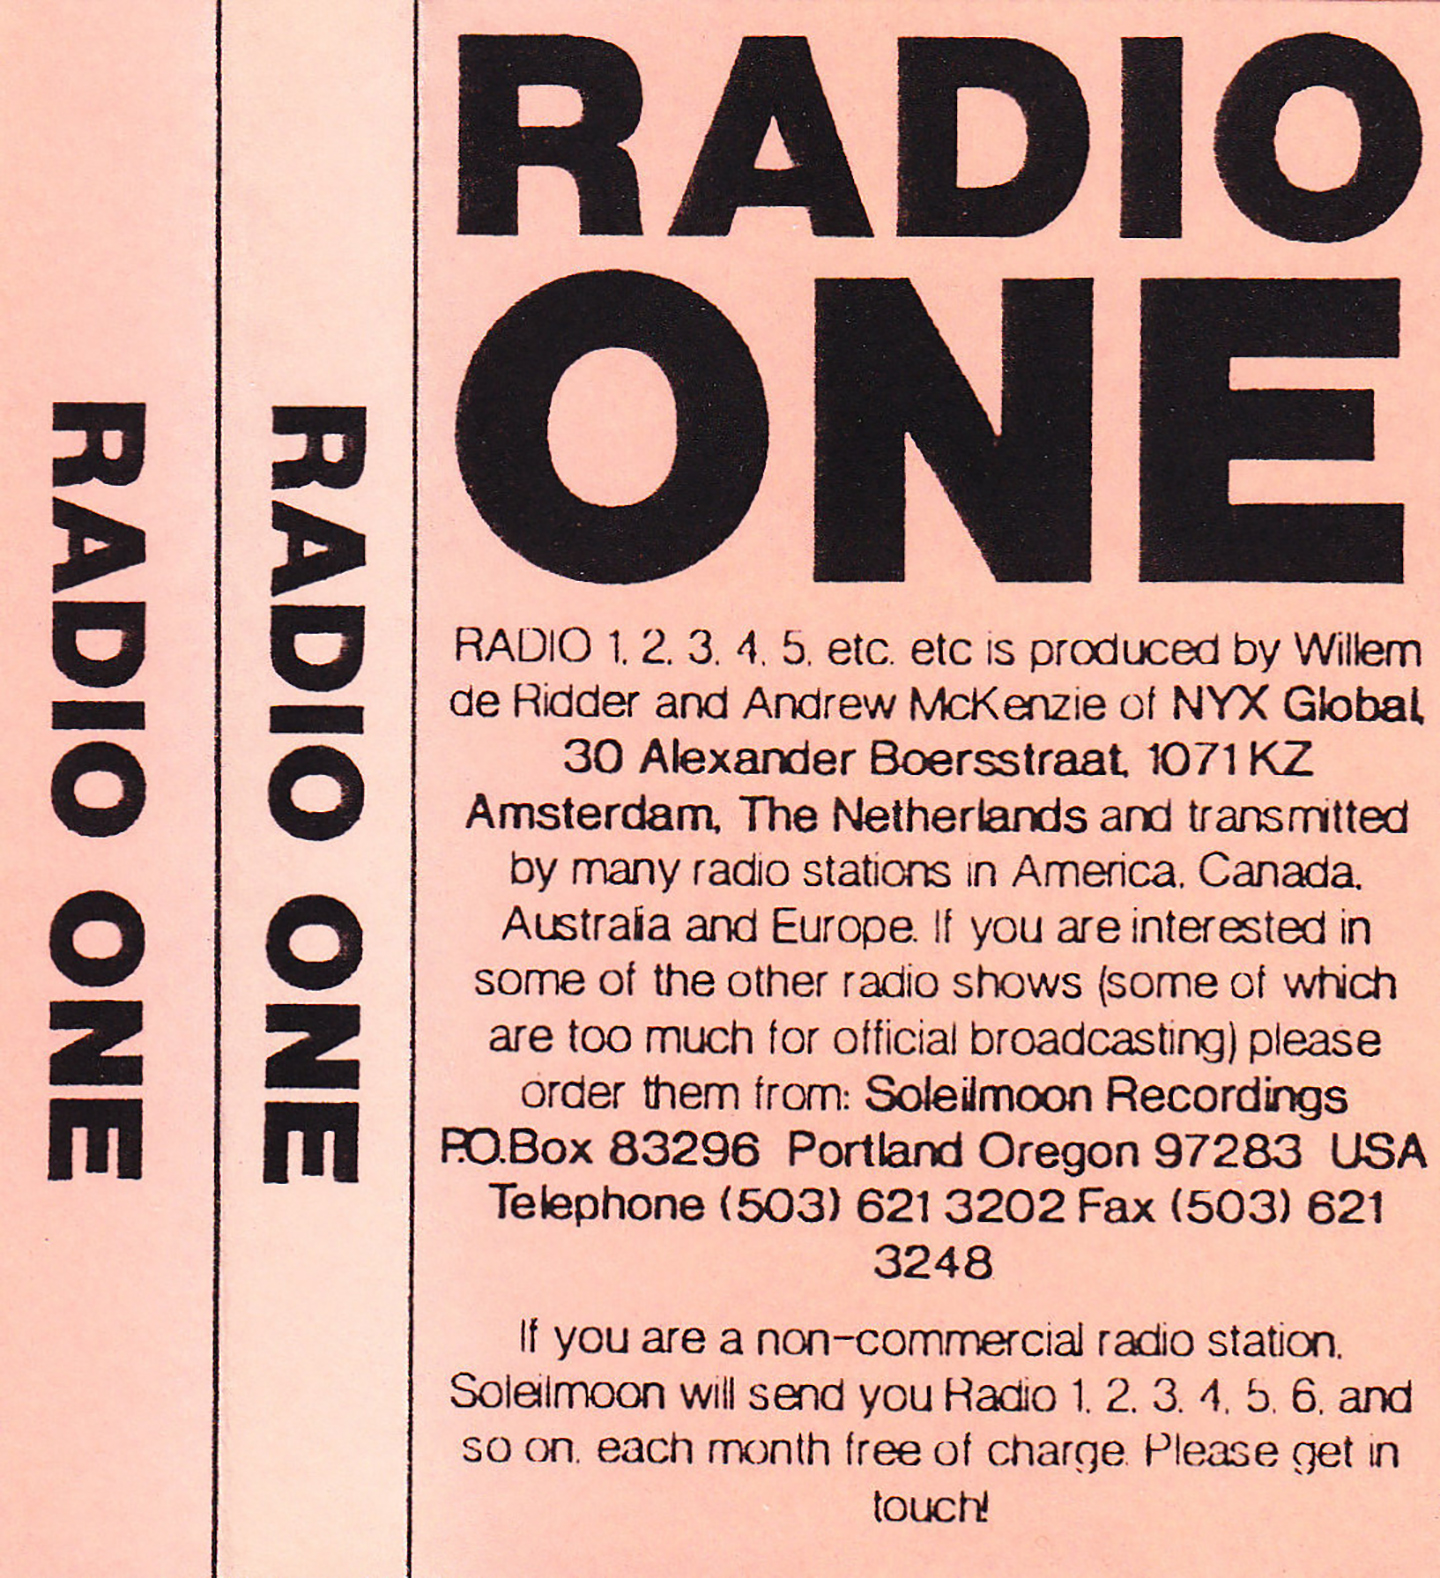 RADIO ONE
RADIO ONE
RADIO
ONE
RADIO 1, 2, 3, 4, 5, etc. etc is produced by Willem
de Ridder and Andrew McKenzie of NYX Global,
30 Alexander Boersstraat, 1071 KZ
Amsterdam, The Netherlands and transmitted
by many radio stations in America, Canada,
Australia and Europe. If you are interested in
some of the other radio shows (some of which
are too much for official broadcasting) please
order them from: Soleilmoon Recordings
P.O.Box 83296 Portland Oregon 97283 USA
Telephone (503) 621 3202 Fax (503) 621
3248
If you are a non-commercial radio station,
Soleilmoon will send you Radio 1, 2, 3, 4, 5, 6, and
so on, each month free of charge. Please get in
touch!